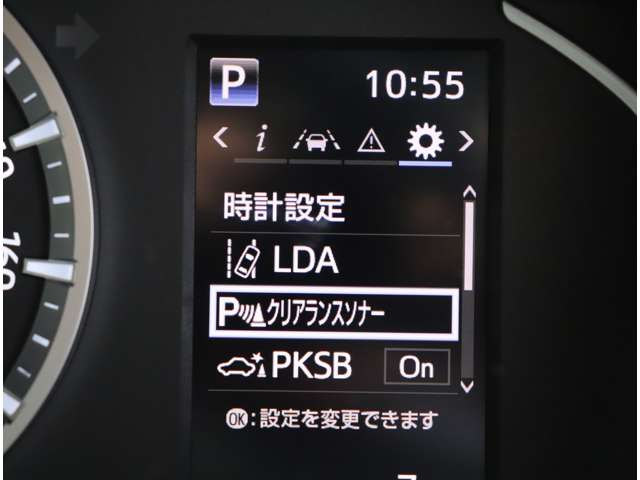 P 10:55
i
時計設定
LDA
Pクリアランスソナー
PKSB On
OK:設定を変更できます
160